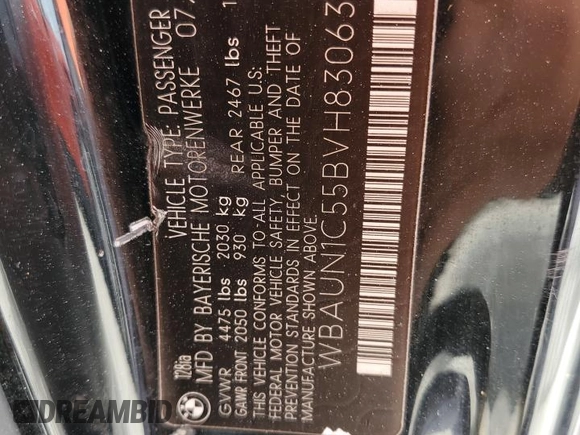 128ia
VEHICLE TYPE: PASSENGER
MFD BY BAYERISCHE MOTORENWERKE 07
GVWR 4475 lbs 2030 kg
GAWR FRONT 2050 lbs 930 kg REAR 2467 lbs 1
THIS VEHICLE CONFORMS TO ALL APPLICABLE U.S.
FEDERAL MOTOR VEHICLE SAFETY, BUMPER AND THEFT
PREVENTION STANDARDS IN EFFECT ON THE DATE OF
MANUFACTURE SHOWN ABOVE.
WBAUN1C55BVH83063
DREAMBID